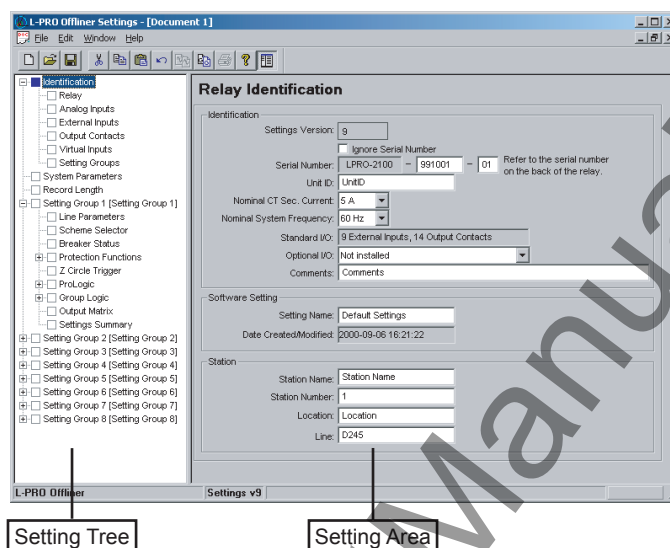 L-PRO Offliner Settings - [Document 1]
File Edit Window Help
Identification
Relay
Analog Inputs
External Inputs
Output Contacts
Virtual Inputs
Setting Groups
System Parameters
Record Length
Setting Group 1 [Setting Group 1]
Line Parameters
Scheme Selector
Breaker Status
Protection Functions
Z Circle Trigger
ProLogic
Group Logic
Output Matrix
Settings Summary
Setting Group 2 [Setting Group 2]
Setting Group 3 [Setting Group 3]
Setting Group 4 [Setting Group 4]
Setting Group 5 [Setting Group 5]
Setting Group 6 [Setting Group 6]
Setting Group 7 [Setting Group 7]
Setting Group 8 [Setting Group 8]
Relay Identification
Identification
Settings Version: 9
Ignore Serial Number
Serial Number: LPRO-2100 - 991001 - 01 Refer to the serial number
on the back of the relay.
Unit ID: UnitID
Nominal CT Sec. Current: 5 A
Nominal System Frequency: 60 Hz
Standard I/O: 9 External Inputs, 14 Output Contacts
Optional I/O: Not installed
Comments: Comments
Software Setting
Setting Name: Default Settings
Date Created/Modified: 2000-09-06 16:21:22
Station
Station Name: Station Name
Station Number: 1
Location: Location
Line: D245
L-PRO Offliner Settings v9
Setting Tree Setting Area
Manua